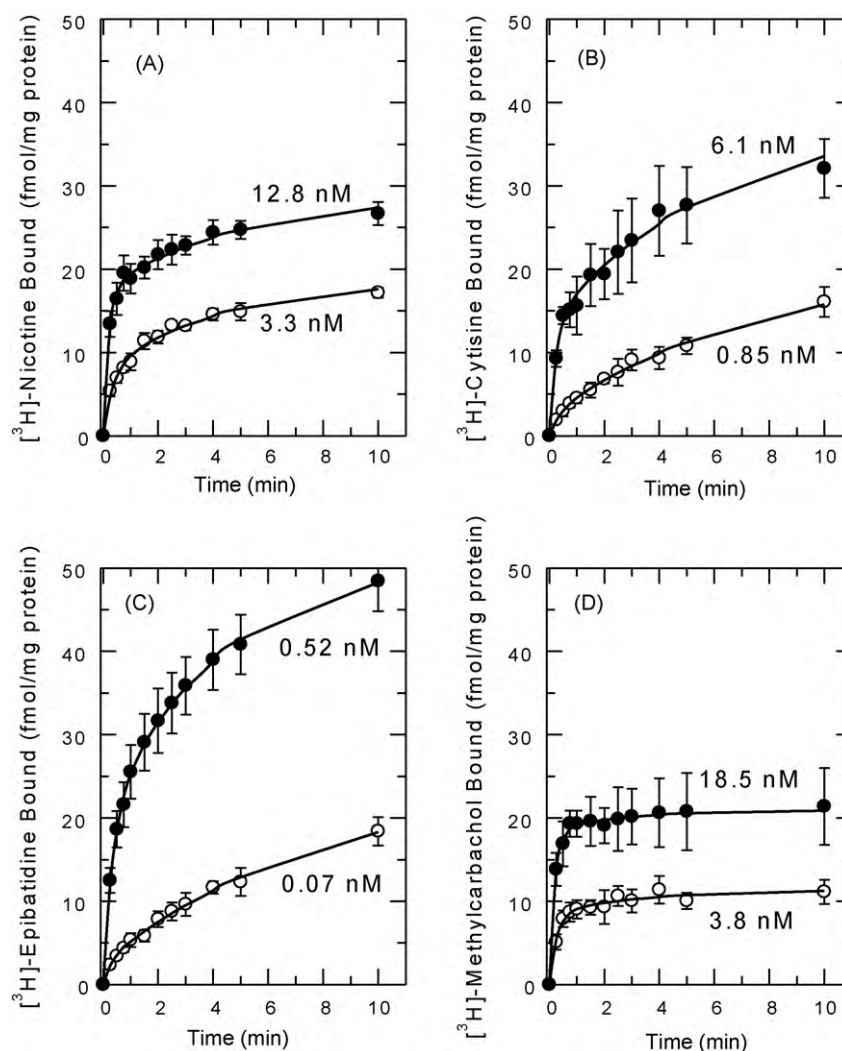 [³H]-Nicotine Bound (fmol/mg protein)
(A)
50
40
30
20
10
0
12.8 nM
3.3 nM
0 2 4 6 8 10
Time (min)
[³H]-Cytisine Bound (fmol/mg protein)
(B)
50
40
30
20
10
0
6.1 nM
0.85 nM
0 2 4 6 8 10
Time (min)
[³H]-Epibatidine Bound (fmol/mg protein)
(C)
50
40
30
20
10
0
0.52 nM
0.07 nM
0 2 4 6 8 10
Time (min)
[³H]-Methylcarbachol Bound (fmol/mg protein)
(D)
50
40
30
20
10
0
18.5 nM
3.8 nM
0 2 4 6 8 10
Time (min)